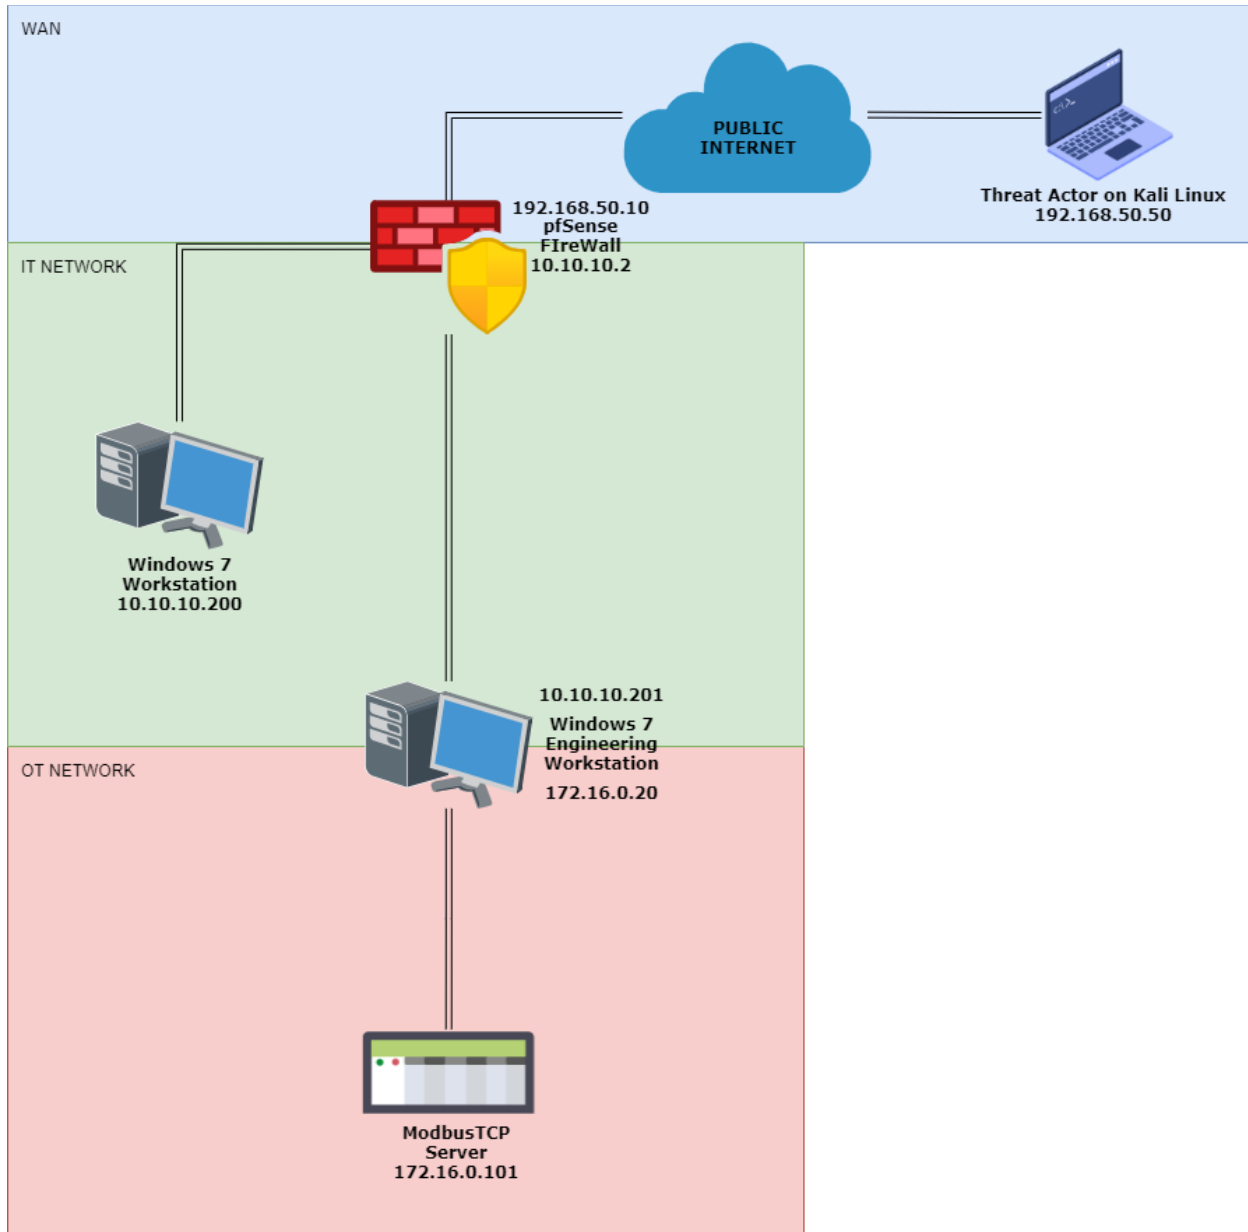 WAN
PUBLIC
INTERNET
Threat Actor on Kali Linux
192.168.50.50
192.168.50.10
pfSense
FIreWall
10.10.10.2
IT NETWORK
Windows 7
Workstation
10.10.10.200
10.10.10.201
Windows 7
Engineering
Workstation
172.16.0.20
OT NETWORK
ModbusTCP
Server
172.16.0.101